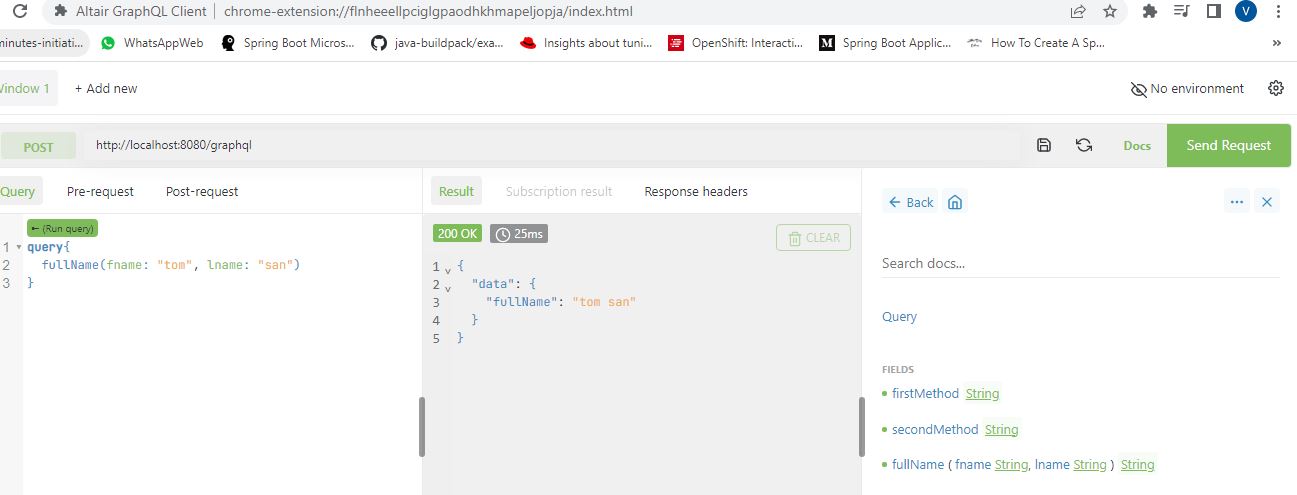 Altair GraphQL Client | chrome-extension://flnheeellpciglgpaodhkhmapeljopja/index.html
V
minutes-initiati... WhatsAppWeb Spring Boot Micros... java-buildpack/exa... Insights about tuni... OpenShift: Interacti... M Spring Boot Applic... How To Create A Sp... »
Window 1 + Add new No environment
POST http://localhost:8080/graphql Docs Send Request
Query Pre-request Post-request Result Subscription result Response headers
← Back
← (Run query)
200 OK 25ms CLEAR
1 query{
2 fullName(fname: "tom", lname: "san")
3 }
1 {
2 "data": {
3 "fullName": "tom san"
4 }
5 }
Search docs...
Query
FIELDS
firstMethod String
secondMethod String
fullName ( fname String, lname String ) String